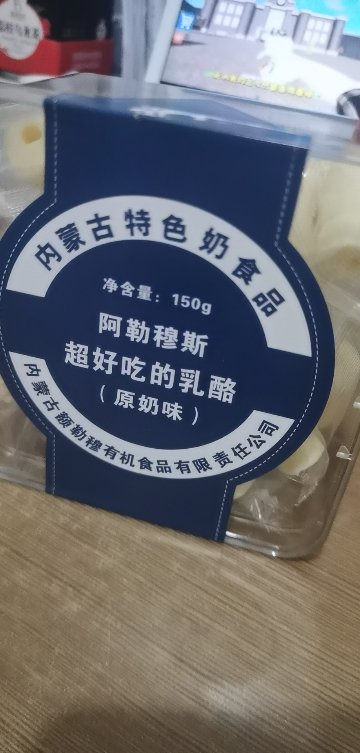 内蒙古特色奶食品
净含量：150g
阿勒穆斯
超好吃的乳酪
（原奶味）
内蒙古额勒穆有机食品有限责任公司